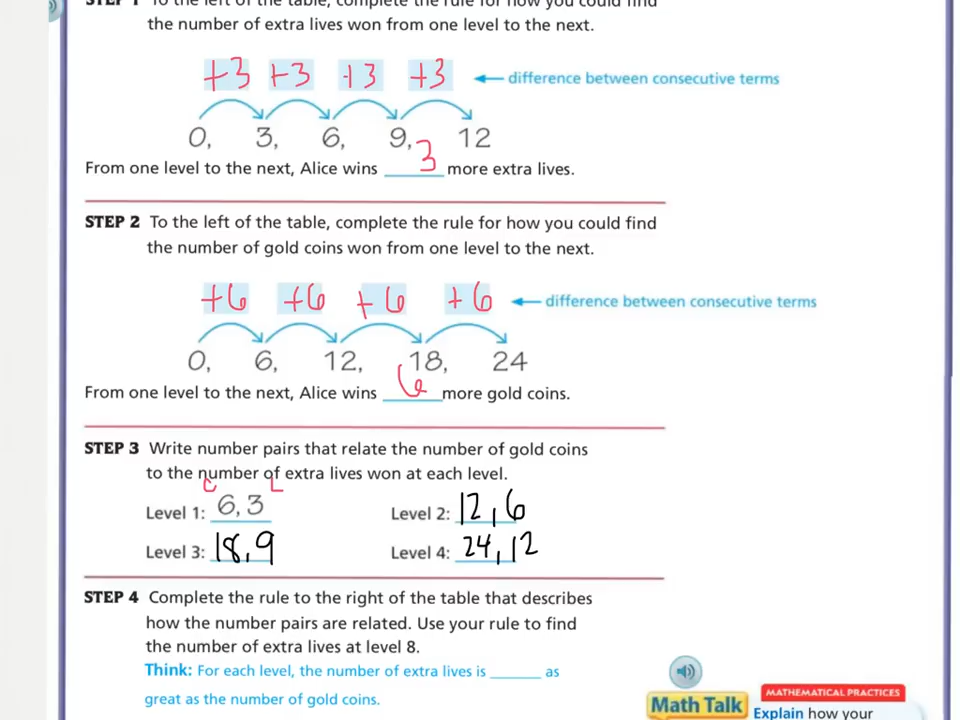 STEP 1 To the left of the table, complete the rule for how you could find
the number of extra lives won from one level to the next.
+3 +3 +3 +3 difference between consecutive terms
0, 3, 6, 9, 12
From one level to the next, Alice wins 3 more extra lives.
STEP 2 To the left of the table, complete the rule for how you could find
the number of gold coins won from one level to the next.
+6 +6 +6 +6 difference between consecutive terms
0, 6, 12, 18, 24
From one level to the next, Alice wins 6 more gold coins.
STEP 3 Write number pairs that relate the number of gold coins
to the number of extra lives won at each level.
C L
Level 1: 6, 3 Level 2: 12, 6
Level 3: 18, 9 Level 4: 24, 12
STEP 4 Complete the rule to the right of the table that describes
how the number pairs are related. Use your rule to find
the number of extra lives at level 8.
Think: For each level, the number of extra lives is ______ as
great as the number of gold coins.
Math Talk
MATHEMATICAL PRACTICES
Explain how your